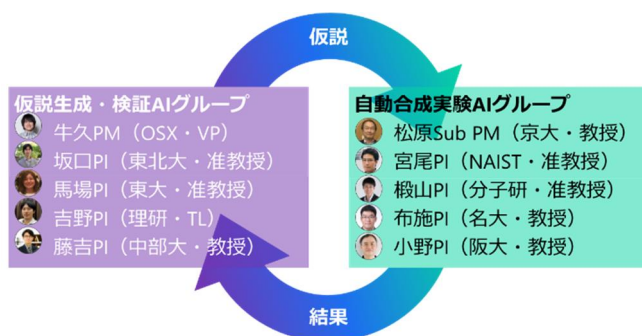 仮説
仮説生成・検証AIグループ
牛久PM（OSX・VP）
坂口PI（東北大・准教授）
馬場PI（東大・准教授）
吉野PI（理研・TL）
藤吉PI（中部大・教授）
自動合成実験AIグループ
松原Sub PM（京大・教授）
宮尾PI（NAIST・准教授）
椴山PI（分子研・准教授）
布施PI（名大・教授）
小野PI（阪大・教授）
結果